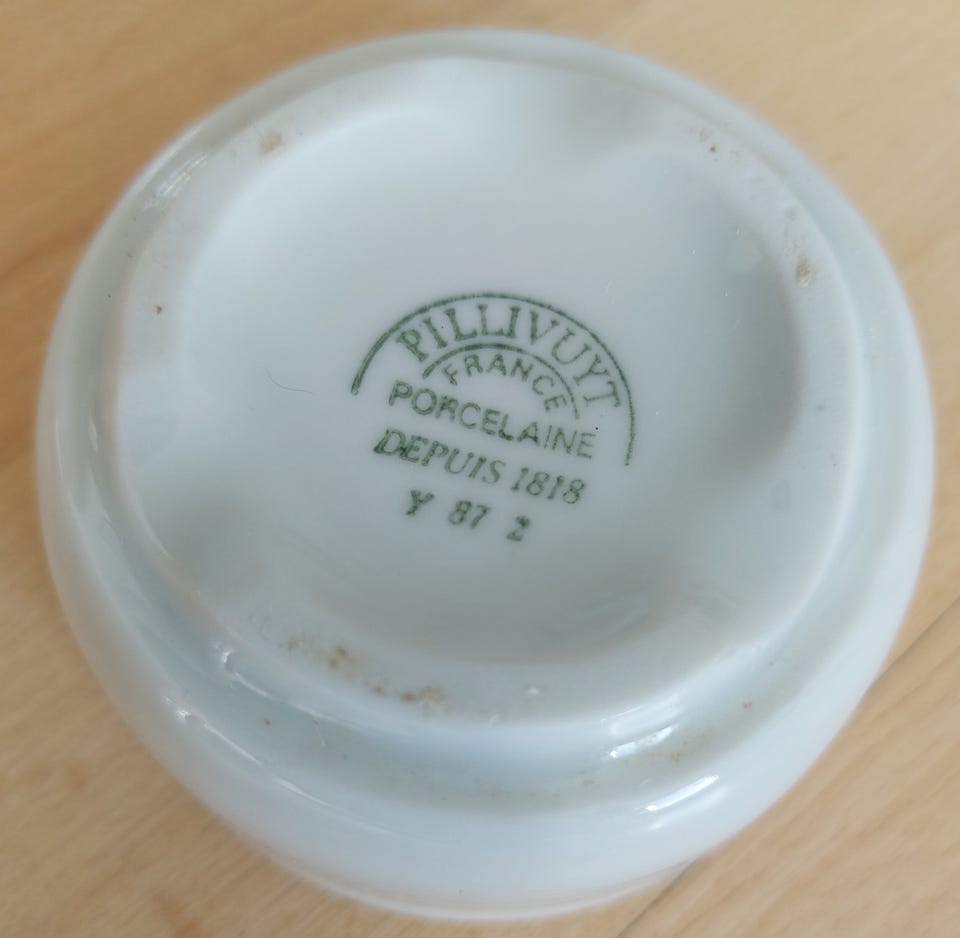 PILLIVUYT
FRANCE
PORCELAINE
DEPUIS 1818
Y 87 2